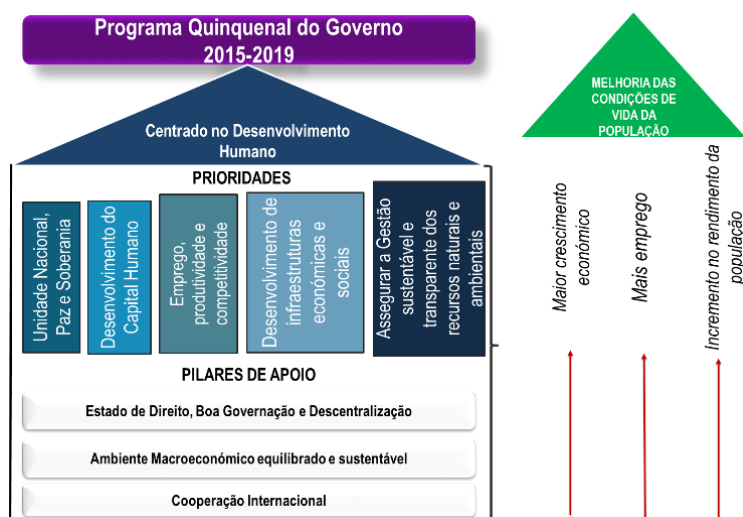 Programa Quinquenal do Governo
2015-2019
Centrado no Desenvolvimento
Humano
PRIORIDADES
Unidade Nacional,
Paz e Soberania
Desenvolvimento do
Capital Humano
Emprego,
produtividade e
competitividade
Desenvolvimento de
infraestruturas
económicas e
sociais
Assegurar a Gestão
sustentável e
transparente dos
recursos naturais e
ambientais
PILARES DE APOIO
Estado de Direito, Boa Governação e Descentralização
Ambiente Macroeconómico equilibrado e sustentável
Cooperação Internacional
MELHORIA DAS
CONDIÇÕES DE
VIDA DA
POPULAÇÃO
Maior crescimento
económico
Mais emprego
Incremento no rendimento da
população